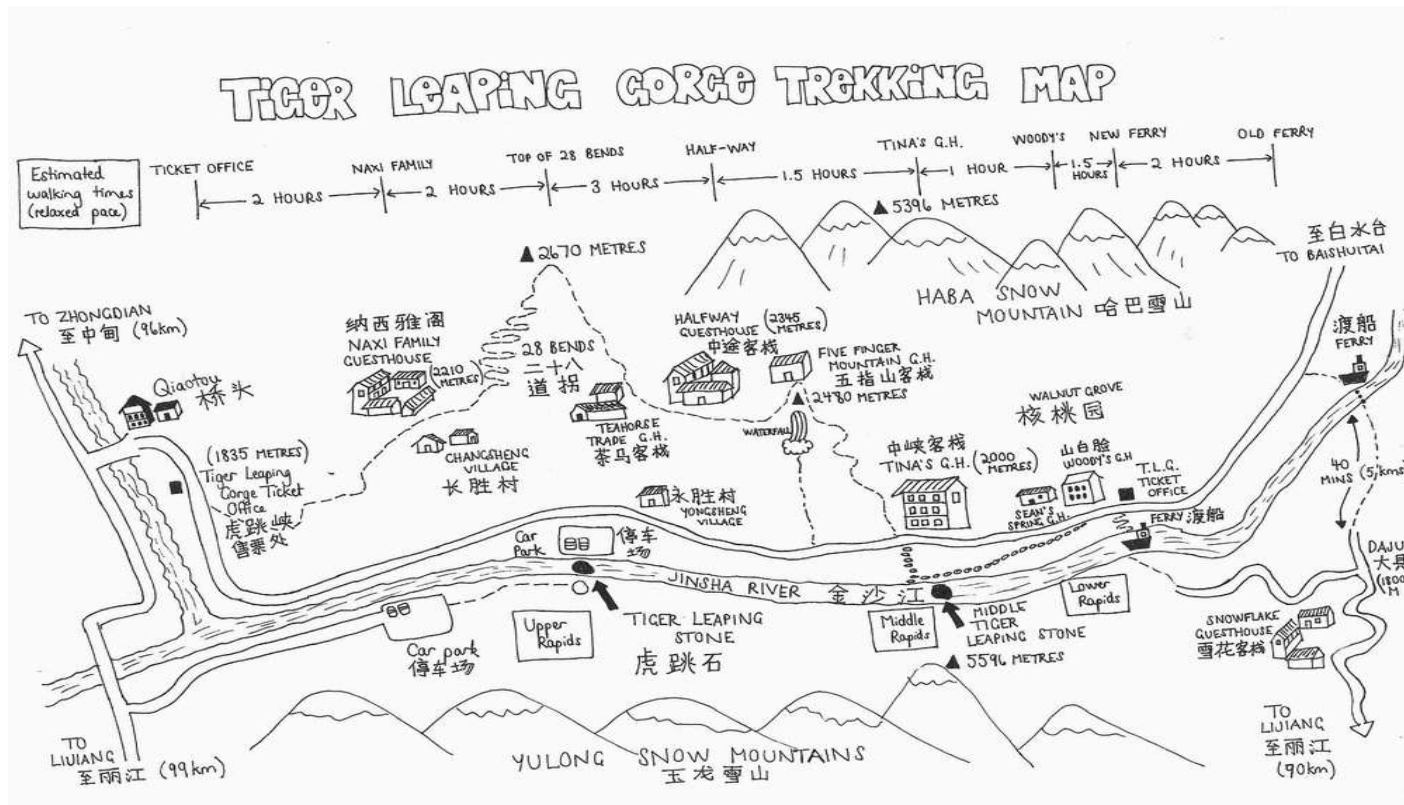 TIGER LEAPING GORGE TREKKING MAP
Estimated
walking times
(relaxed pace)
TICKET OFFICE
NAXI FAMILY
TOP OF 28 BENDS
HALF-WAY
TINA'S G.H.
WOODY'S
NEW FERRY
OLD FERRY
2 HOURS
2 HOURS
3 HOURS
1.5 HOURS
1 HOUR
1.5
HOURS
2 HOURS
5396 METRES
2670 METRES
至白水台
TO BAISHUITAI
HABA SNOW
MOUNTAIN 哈巴雪山
TO ZHONGDIAN
至中甸 (96km)
Qiaotou
桥头
纳西雅阁
NAXI FAMILY
GUESTHOUSE
(2210
METRES)
28 BENDS
二十八
道拐
HALFWAY
GUESTHOUSE (2345
METRES)
中途客栈
FIVE FINGER
MOUNTAIN G.H.
五指山客栈
2480 METRES
渡船
FERRY
WALNUT GROVE
核桃园
TEAHORSE
TRADE G.H.
茶马客栈
WATERFALL
CHANGSHENG
VILLAGE
长胜村
(1835 METRES)
Tiger Leaping
Gorge Ticket
Office
虎跳峡
售票处
永胜村
YONGSHENG
VILLAGE
中峡客栈
TINA'S G.H. (2000
METRES)
山白脸
WOODY'S G.H
T.L.G.
TICKET
OFFICE
SEAN'S
SPRING G.H.
FERRY 渡船
40
MINS (5,kms)
Car
Park
停车
场
JINSHA RIVER 金沙江
DAJU
大具
(1800
M
Car park
停车场
Upper
Rapids
TIGER LEAPING
STONE
虎跳石
Middle
Rapids
MIDDLE
TIGER
LEAPING STONE
Lower
Rapids
5596 METRES
SNOWFLAKE
GUESTHOUSE
雪花客栈
TO
LIJIANG
至丽江 (99km)
YULONG SNOW MOUNTAINS
玉龙雪山
TO
LIJIANG
至丽江
(90km)